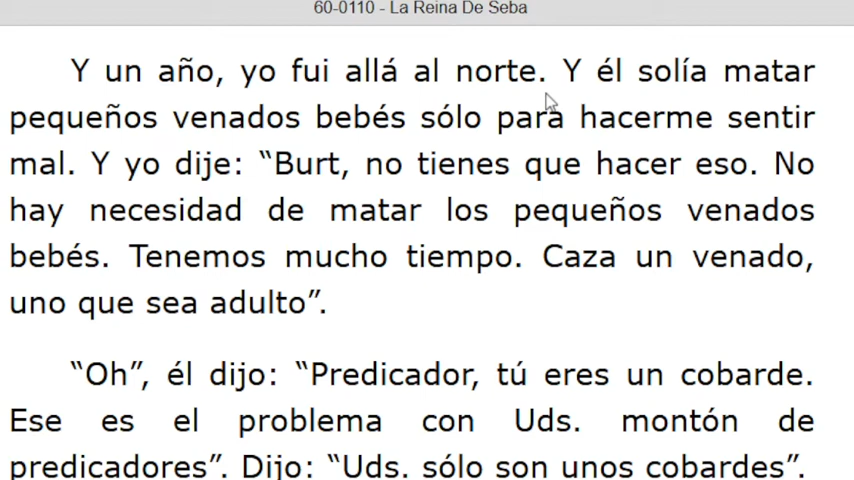 60-0110 - La Reina De Seba
Y un año, yo fui allá al norte. Y él solía matar
pequeños venados bebés sólo para hacerme sentir
mal. Y yo dije: “Burt, no tienes que hacer eso. No
hay necesidad de matar los pequeños venados
bebés. Tenemos mucho tiempo. Caza un venado,
uno que sea adulto”.
“Oh”, él dijo: “Predicador, tú eres un cobarde.
Ese es el problema con Uds. montón de
predicadores”. Dijo: “Uds. sólo son unos cobardes”.